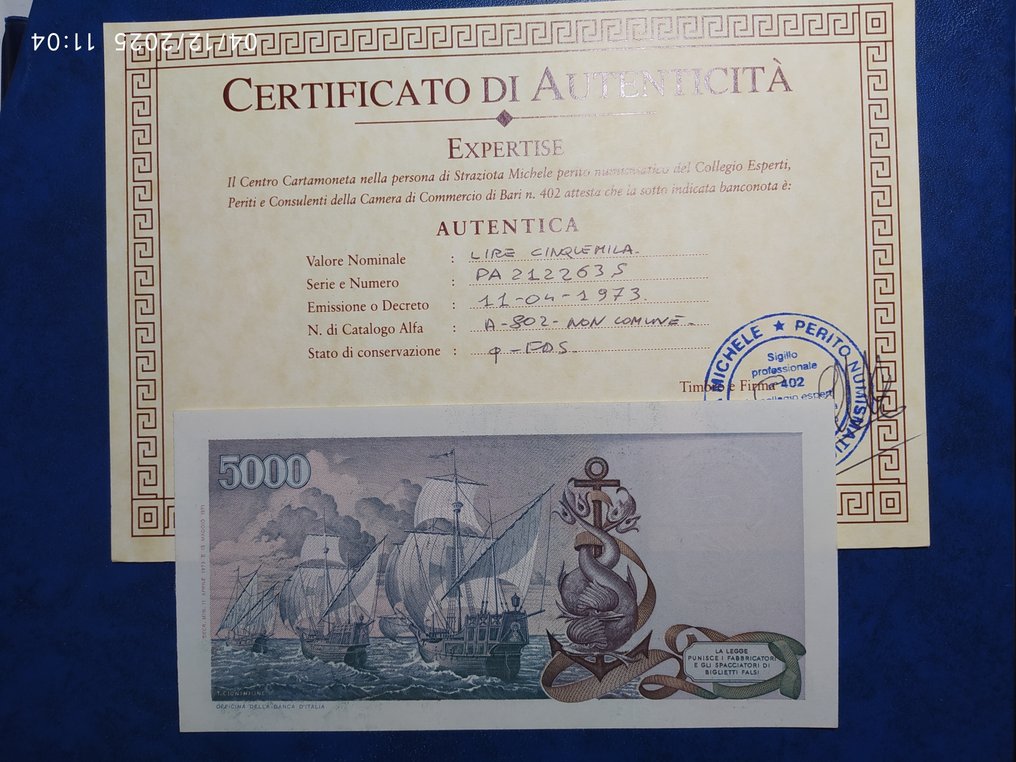 04/12/2025 11:04
CERTIFICATO DI AUTENTICITÀ
EXPERTISE
Il Centro Cartamoneta nella persona di Straziota Michele perito numismatico del Collegio Esperti,
Periti e Consulenti della Camera di Commercio di Bari n. 402 attesta che la sotto indicata banconota è:
AUTENTICA
Valore Nominale : LIRE CINQUEMILA.
Serie e Numero : PA 212263 S
Emissione o Decreto : 11-04-1973.
N. di Catalogo Alfa : A-802- NON COMUNE.
Stato di conservazione : q-FDS.
MICHELE ★ PERITO NUMISMATI
Sigillo
professionale
402
collegio esperti
Timbro e Firma
5000
LA LEGGE
PUNISCE I FABBRICATORI
E GLI SPACCIATORI DI
BIGLIETTI FALSI
OFFICINA DELLA BANCA D'ITALIA